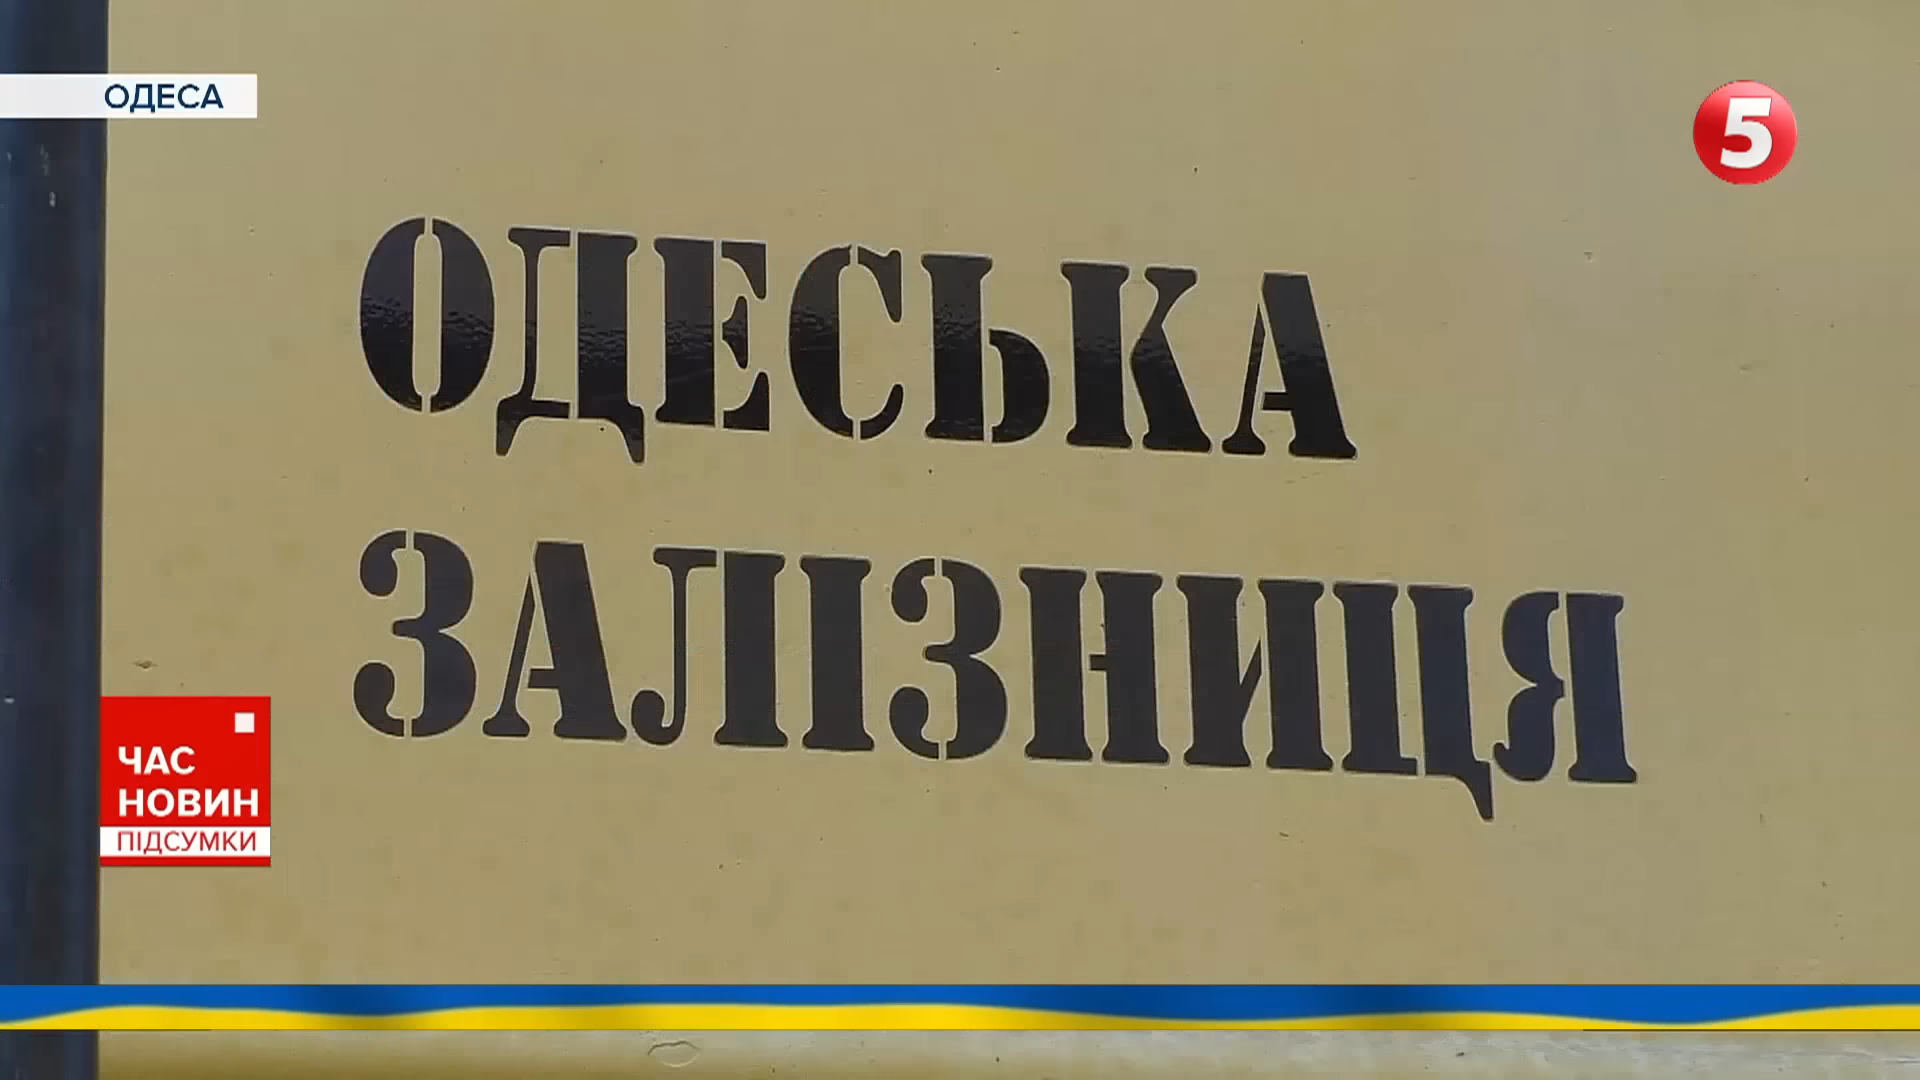 ОДЕСА
5
ОДЕСЬКА
ЗАЛІЗНИЦЯ
ЧАС
НОВИН
ПІДСУМКИ